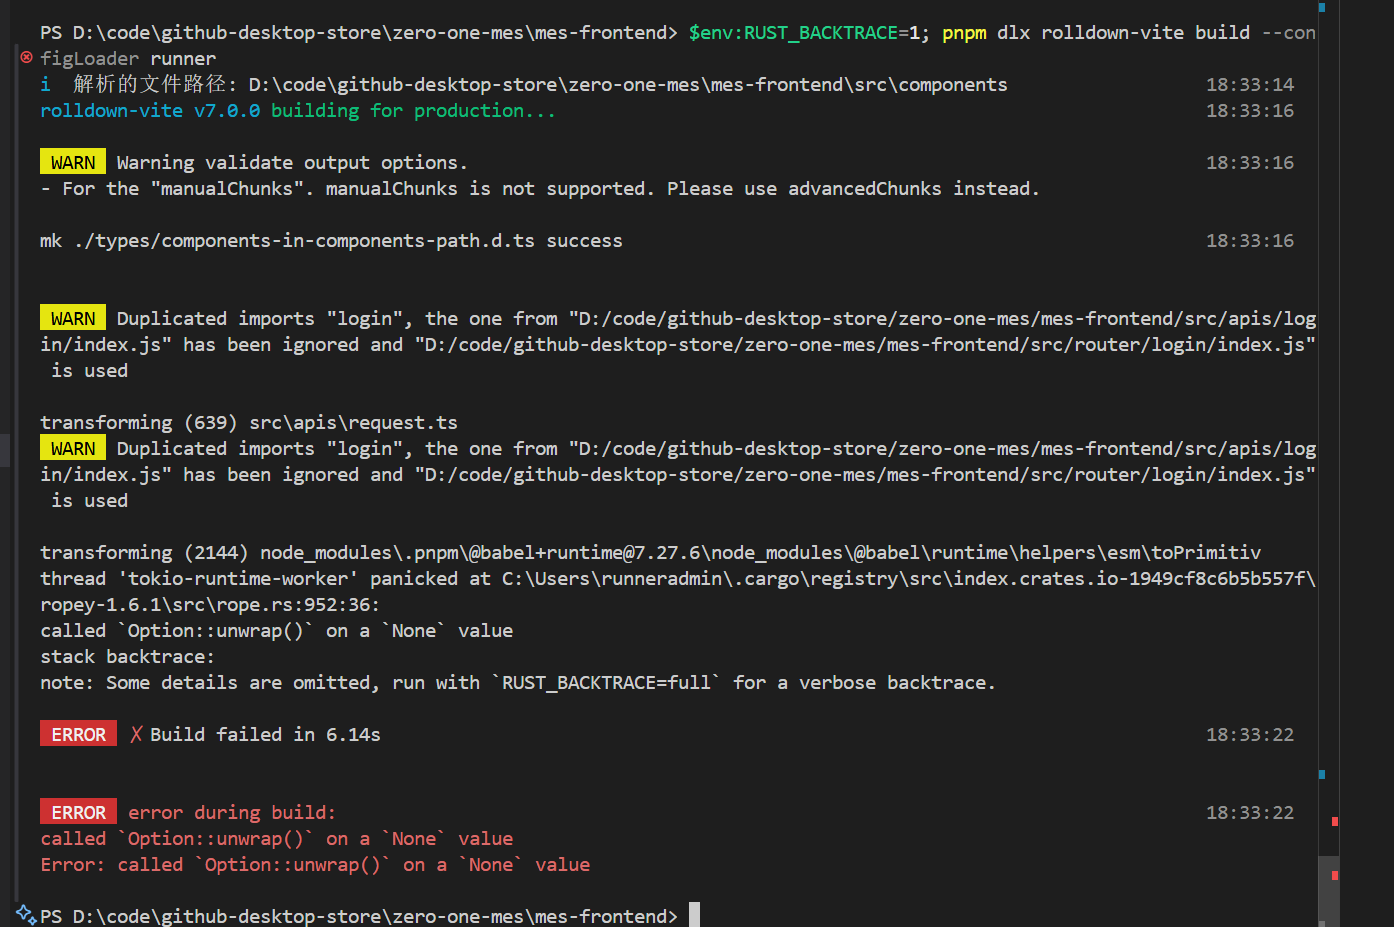 PS D:\code\github-desktop-store\zero-one-mes\mes-frontend> $env:RUST_BACKTRACE=1; pnpm dlx rolldown-vite build --con
figLoader runner
i  解析的文件路径: D:\code\github-desktop-store\zero-one-mes\mes-frontend\src\components 18:33:14
rolldown-vite v7.0.0 building for production... 18:33:16
WARN Warning validate output options. 18:33:16
- For the "manualChunks". manualChunks is not supported. Please use advancedChunks instead.
mk ./types/components-in-components-path.d.ts success 18:33:16
WARN Duplicated imports "login", the one from "D:/code/github-desktop-store/zero-one-mes/mes-frontend/src/apis/log
in/index.js" has been ignored and "D:/code/github-desktop-store/zero-one-mes/mes-frontend/src/router/login/index.js"
is used
transforming (639) src\apis\request.ts
WARN Duplicated imports "login", the one from "D:/code/github-desktop-store/zero-one-mes/mes-frontend/src/apis/log
in/index.js" has been ignored and "D:/code/github-desktop-store/zero-one-mes/mes-frontend/src/router/login/index.js"
is used
transforming (2144) node_modules\.pnpm\@babel+runtime@7.27.6\node_modules\@babel\runtime\helpers\esm\toPrimitiv
thread 'tokio-runtime-worker' panicked at C:\Users\runneradmin\.cargo\registry\src\index.crates.io-1949cf8c6b5b557f\
ropey-1.6.1\src\rope.rs:952:36:
called `Option::unwrap()` on a `None` value
stack backtrace:
note: Some details are omitted, run with `RUST_BACKTRACE=full` for a verbose backtrace.
ERROR ✗ Build failed in 6.14s 18:33:22
ERROR error during build: 18:33:22
called `Option::unwrap()` on a `None` value
Error: called `Option::unwrap()` on a `None` value
PS D:\code\github-desktop-store\zero-one-mes\mes-frontend>